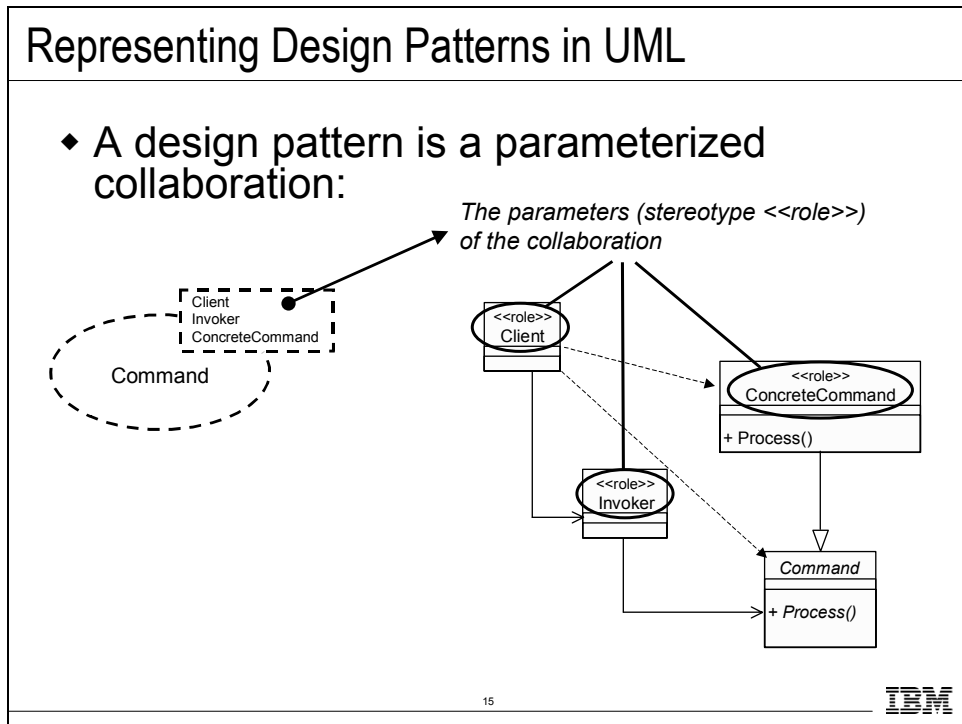 Representing Design Patterns in UML
◆ A design pattern is a parameterized
collaboration:
The parameters (stereotype <<role>>)
of the collaboration
Client
Invoker
ConcreteCommand
Command
<<role>>
Client
<<role>>
ConcreteCommand
+ Process()
<<role>>
Invoker
Command
+ Process()
15
IBM